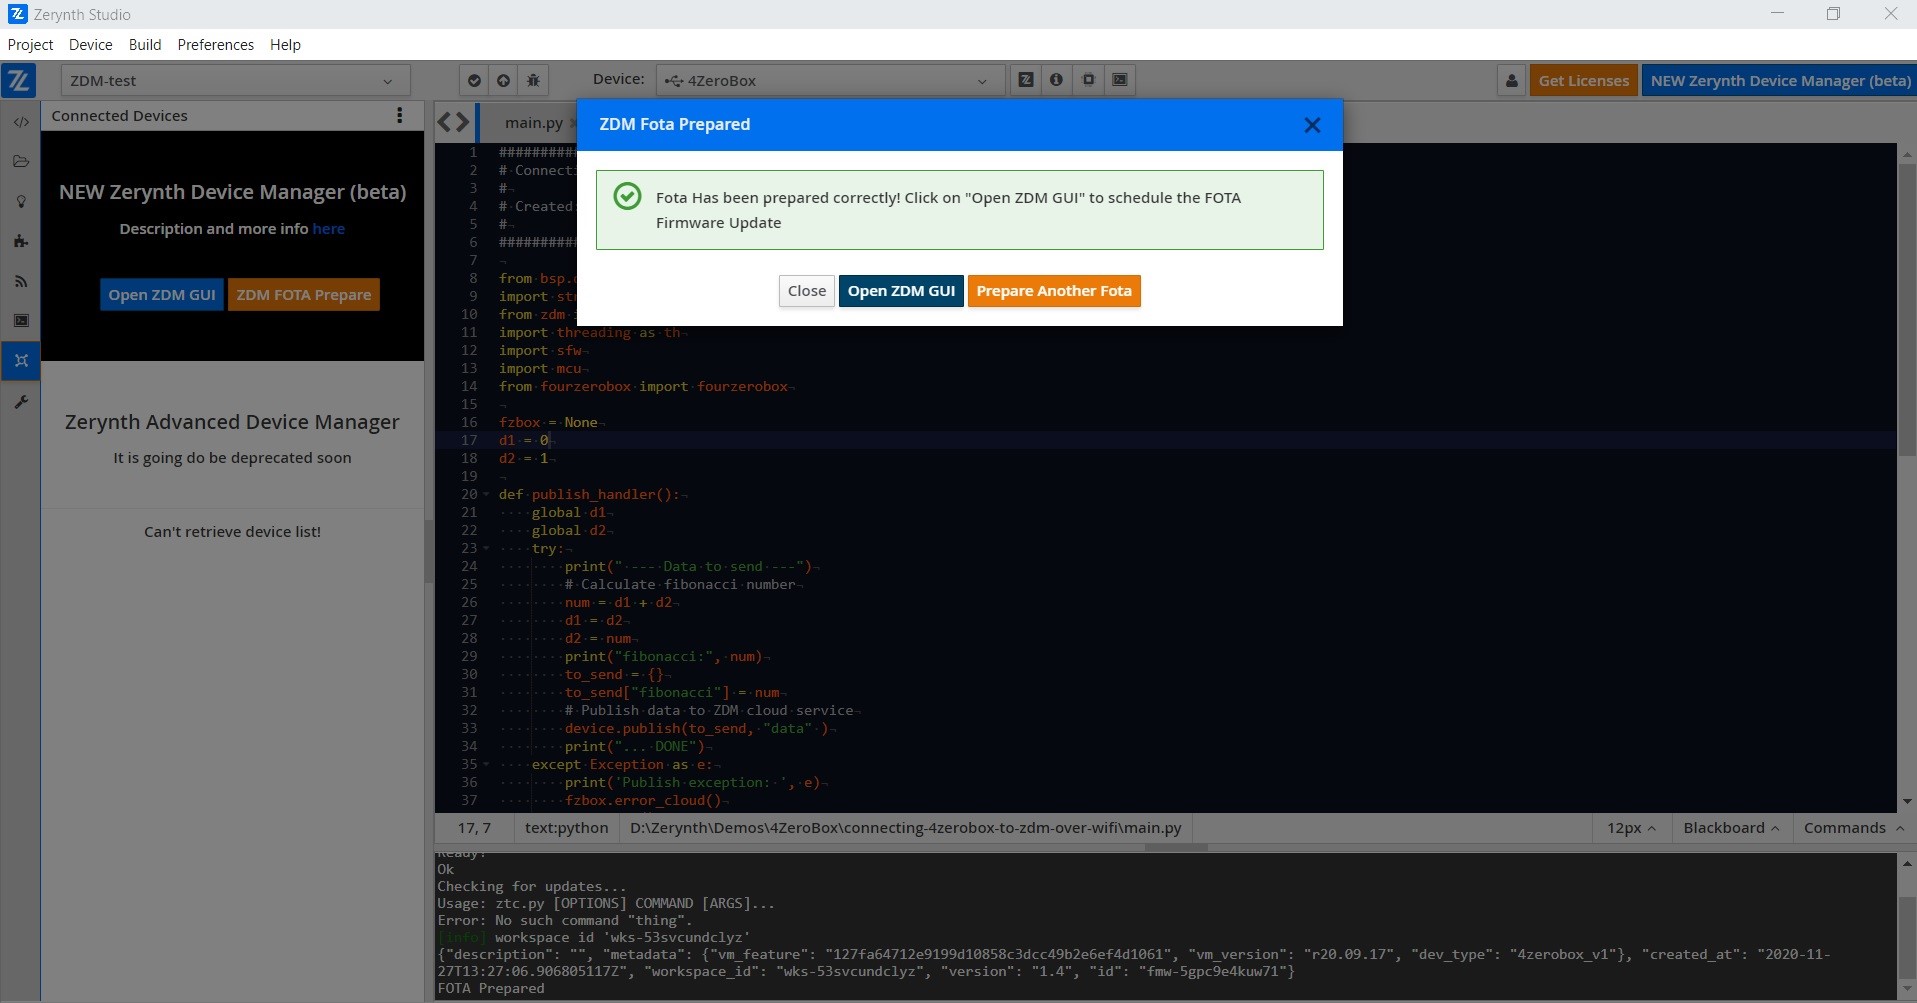 Zerynth Studio
Project Device Build Preferences Help
ZDM-test
Device: 4ZeroBox
Get Licenses
NEW Zerynth Device Manager (beta)
Connected Devices
NEW Zerynth Device Manager (beta)
Description and more info here
Open ZDM GUI ZDM FOTA Prepare
Zerynth Advanced Device Manager
It is going do be deprecated soon
Can't retrieve device list!
main.py
ZDM Fota Prepared
Fota Has been prepared correctly! Click on "Open ZDM GUI" to schedule the FOTA
Firmware Update
Close Open ZDM GUI Prepare Another Fota
1 ##########
2 # Connecti
3 #
4 # Created
5 #
6 ##########
7
8 from bsp.
9 import st
10 from zdm
11 import threading as th
12 import sfw
13 import mcu
14 from fourzerobox import fourzerobox
15
16 fzbox = None
17 d1 = 0
18 d2 = 1
19
20 def publish_handler():
21 global d1
22 global d2
23 try:
24 print(" --- Data to send ---")
25 # Calculate fibonacci number
26 num = d1 + d2
27 d1 = d2
28 d2 = num
29 print("fibonacci:", num)
30 to_send = {}
31 to_send["fibonacci"] = num
32 # Publish data to ZDM cloud service
33 device.publish(to_send, "data" )
34 print("... DONE")
35 except Exception as e:
36 print('Publish exception: ', e)
37 fzbox.error_cloud()
17, 7 text:python D:\Zerynth\Demos\4ZeroBox\connecting-4zerobox-to-zdm-over-wifi\main.py 12px Blackboard Commands
Ready!
Ok
Checking for updates...
Usage: ztc.py [OPTIONS] COMMAND [ARGS]...
Error: No such command "thing".
[info] workspace id 'wks-53svcundclyz'
{"description": "", "metadata": {"vm_feature": "127fa64712e9199d10858c3dcc49b2e6ef4d1061", "vm_version": "r20.09.17", "dev_type": "4zerobox_v1"}, "created_at": "2020-11-
27T13:27:06.906805117Z", "workspace_id": "wks-53svcundclyz", "version": "1.4", "id": "fmw-5gpc9e4kuw71"}
FOTA Prepared